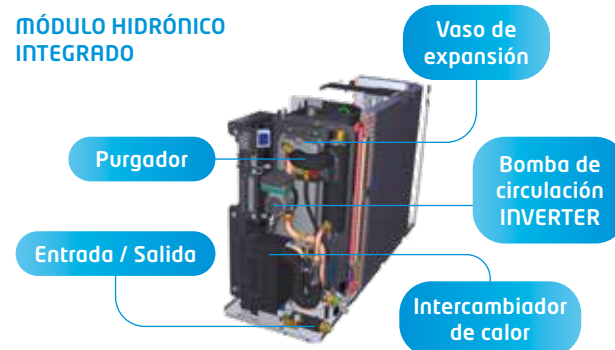 MÓDULO HIDRÓNICO
INTEGRADO
Vaso de
expansión
Purgador
Bomba de
circulación
INVERTER
Entrada / Salida
Intercambiador
de calor